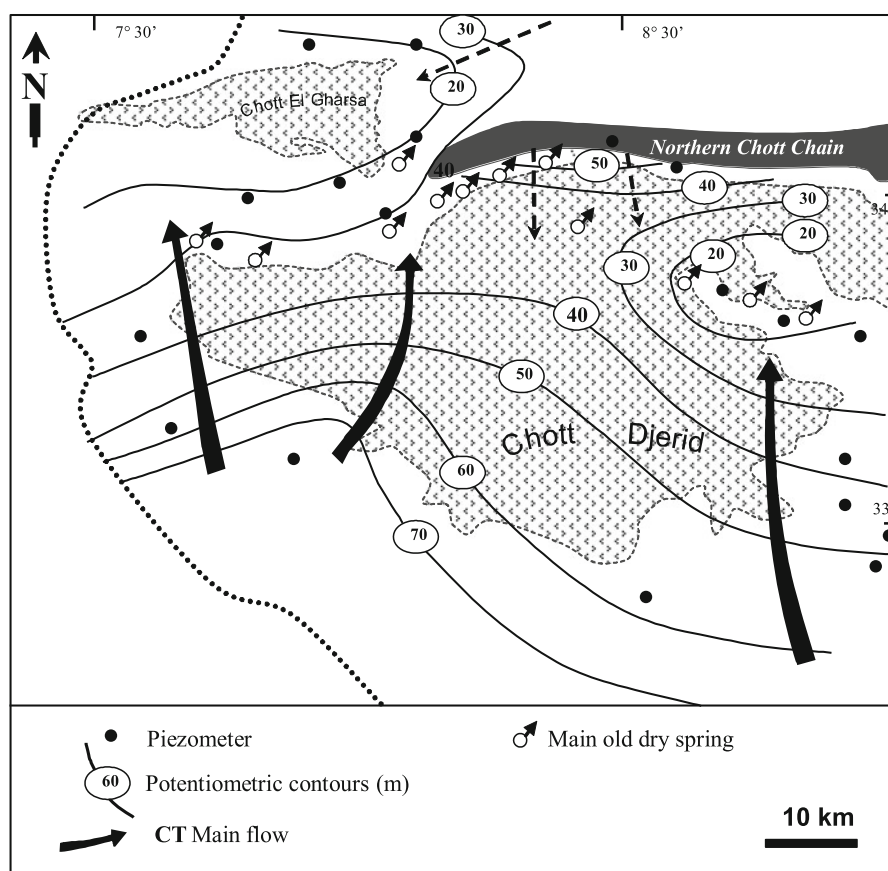 7° 30’
30
8° 30’
N
20
Chott El Gharsa
Northern Chott Chain
40
50
40
34
30
20
20
30
40
50
Chott Djerid
60
33
70
Piezometer
Main old dry spring
60 Potentiometric contours (m)
CT Main flow
10 km